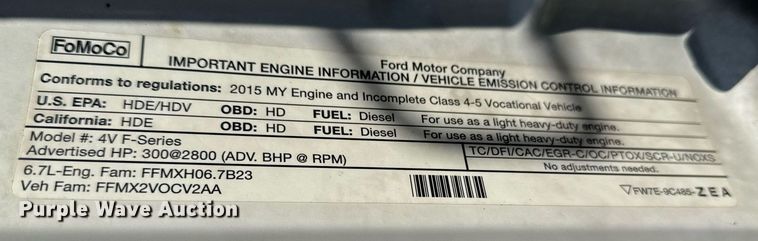 FoMoCo
Ford Motor Company
IMPORTANT ENGINE INFORMATION / VEHICLE EMISSION CONTROL INFORMATION
Conforms to regulations: 2015 MY Engine and Incomplete Class 4-5 Vocational Vehicle
U.S. EPA: HDE/HDV OBD: HD FUEL: Diesel For use as a light heavy-duty engine.
California: HDE OBD: HD FUEL: Diesel For use as a light heavy-duty engine.
Model #: 4V F-Series
Advertised HP: 300@2800 (ADV. BHP @ RPM)
TC/DFI/CAC/EGR-C/OC/PTOX/SCR-U/NOXS
No adjustments needed.
6.7L-Eng. Fam: FFMXH06.7B23
Veh Fam: FFMX2VOCV2AA
FW7E-9C485-ZEA
Purple Wave Auction